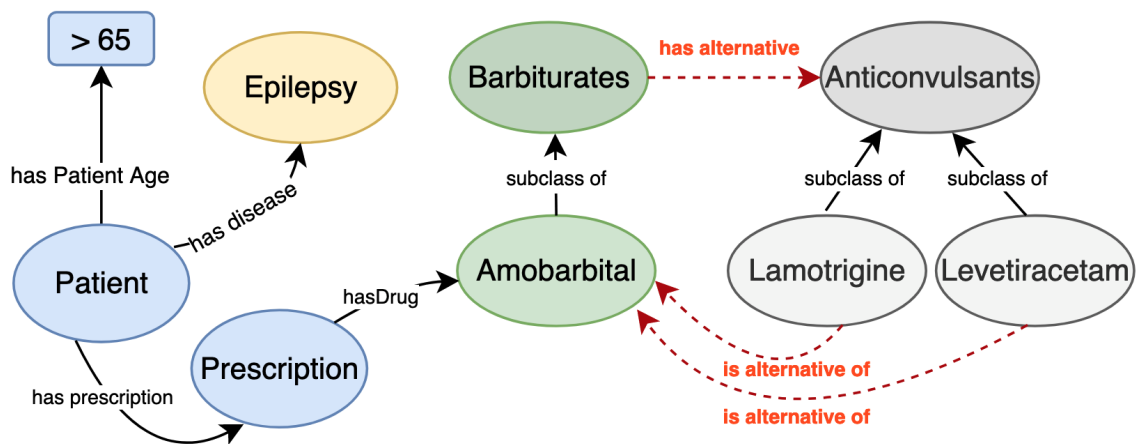 > 65
has alternative
Barbiturates
Anticonvulsants
Epilepsy
has Patient Age
subclass of
subclass of
subclass of
has disease
Patient
Amobarbital
Lamotrigine
Levetiracetam
hasDrug
Prescription
is alternative of
has prescription
is alternative of